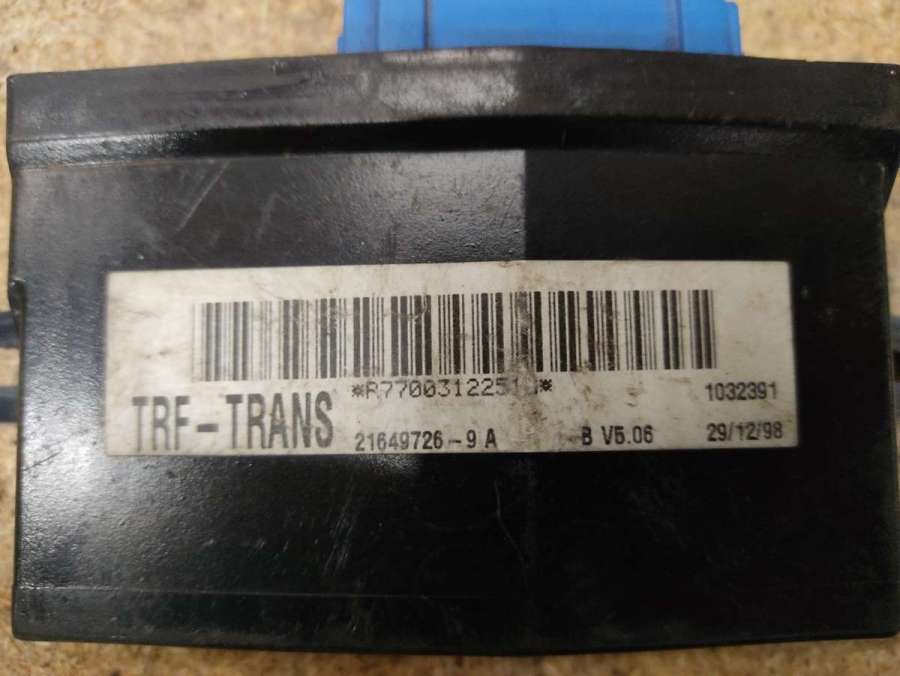 TRF-TRANS
21649726-9 A
B V5.06
1032391
29/12/98